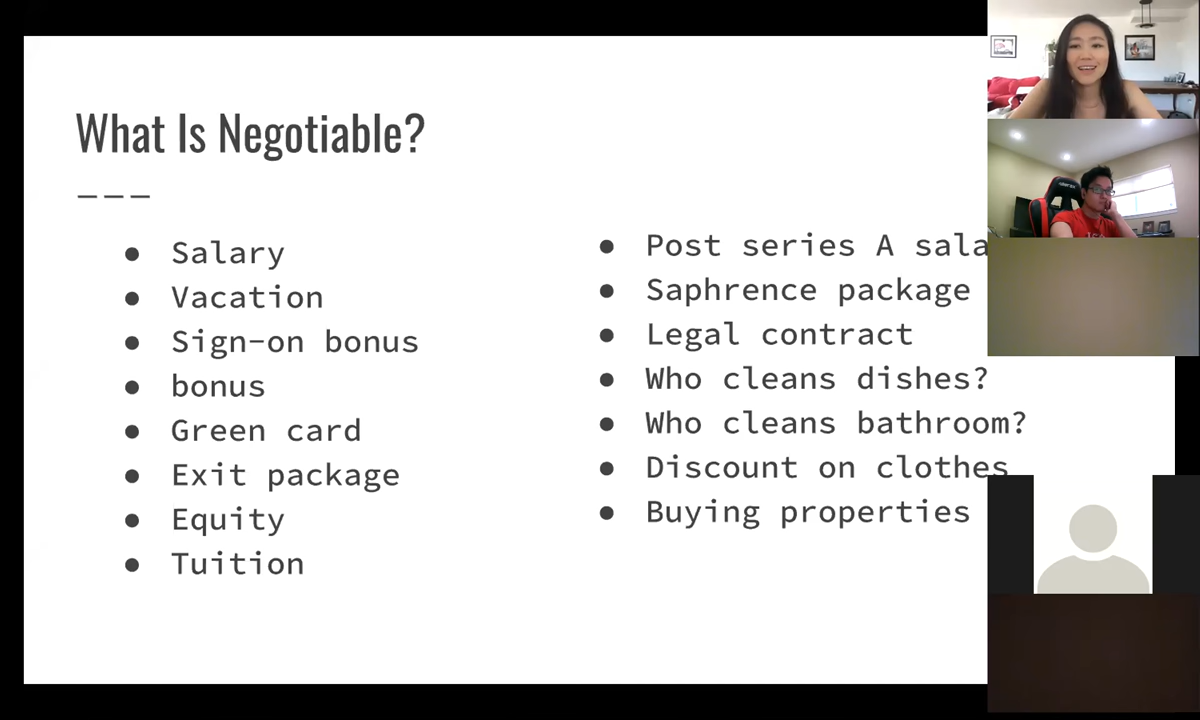 What Is Negotiable?
Salary
Vacation
Sign-on bonus
bonus
Green card
Exit package
Equity
Tuition
Post series A
Saphrence package
Legal contract
Who cleans dishes?
Who cleans bathroom?
Discount on clothes
Buying properties